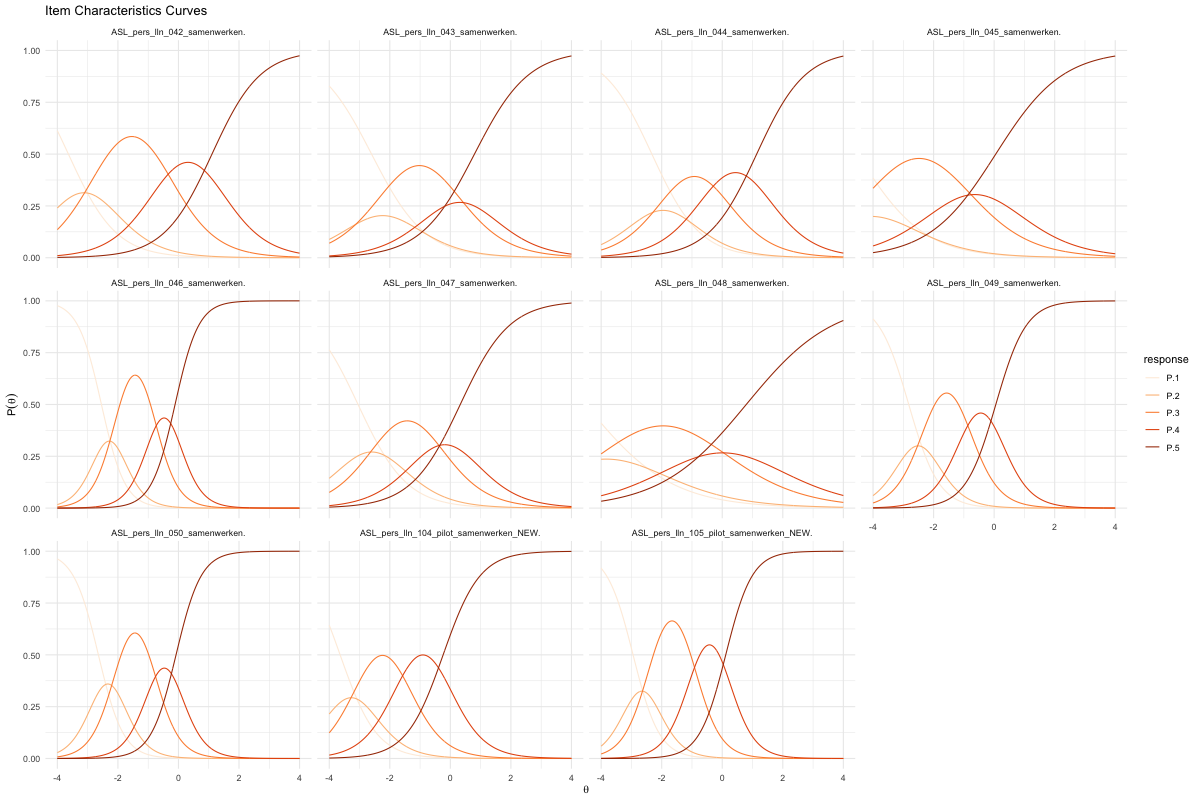 Item Characteristics Curves
ASL_pers_lln_042_samenwerken. ASL_pers_lln_043_samenwerken. ASL_pers_lln_044_samenwerken. ASL_pers_lln_045_samenwerken.
1.00
0.75
0.50
0.25
0.00
ASL_pers_lln_046_samenwerken. ASL_pers_lln_047_samenwerken. ASL_pers_lln_048_samenwerken. ASL_pers_lln_049_samenwerken.
1.00
0.75
0.50
0.25
0.00
-4 -2 0 2 4
ASL_pers_lln_050_samenwerken. ASL_pers_lln_104_pilot_samenwerken_NEW. ASL_pers_lln_105_pilot_samenwerken_NEW.
1.00
0.75
0.50
0.25
0.00
-4 -2 0 2 4 -4 -2 0 2 4 -4 -2 0 2 4
θ
P(θ)
response
P.1
P.2
P.3
P.4
P.5